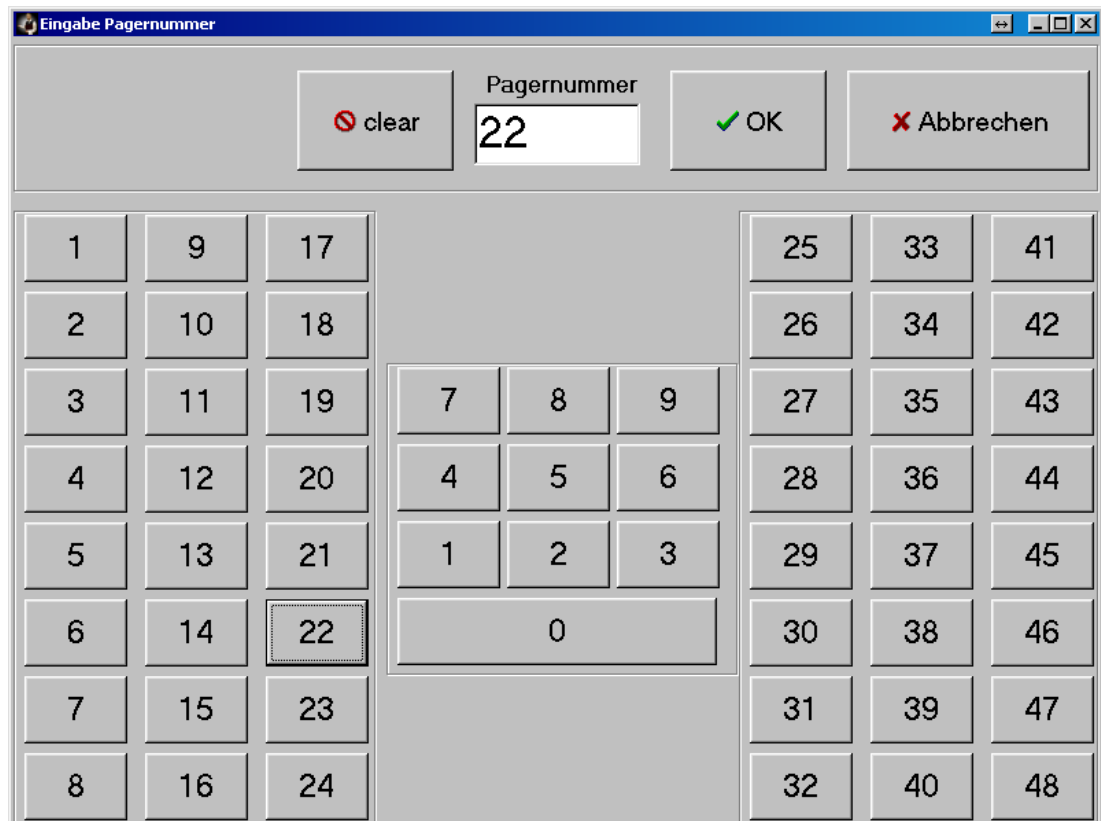 Eingabe Pagernummer
Pagernummer
clear 22 OK Abbrechen
1 9 17 25 33 41
2 10 18 26 34 42
3 11 19 7 8 9 27 35 43
4 12 20 4 5 6 28 36 44
5 13 21 1 2 3 29 37 45
6 14 22 0 30 38 46
7 15 23 31 39 47
8 16 24 32 40 48